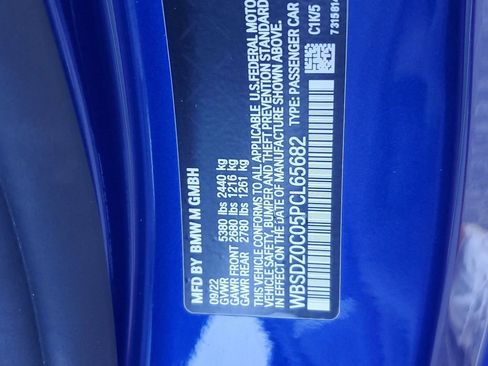 MFD BY BMW M GMBH
09/22
GVWR 5380 lbs 2440 kg
GAWR FRONT 2680 lbs 1216 kg
GAWR REAR 2780 lbs 1261 kg
THIS VEHICLE CONFORMS TO ALL APPLICABLE U.S.FEDERAL MOTOR
VEHICLE SAFETY, BUMPER AND THEFT PREVENTION STANDARDS
IN EFFECT ON THE DATE OF MANUFACTURE SHOWN ABOVE.
WBSDZ0C05PCL65682 TYPE: PASSENGER CAR
C1K/5